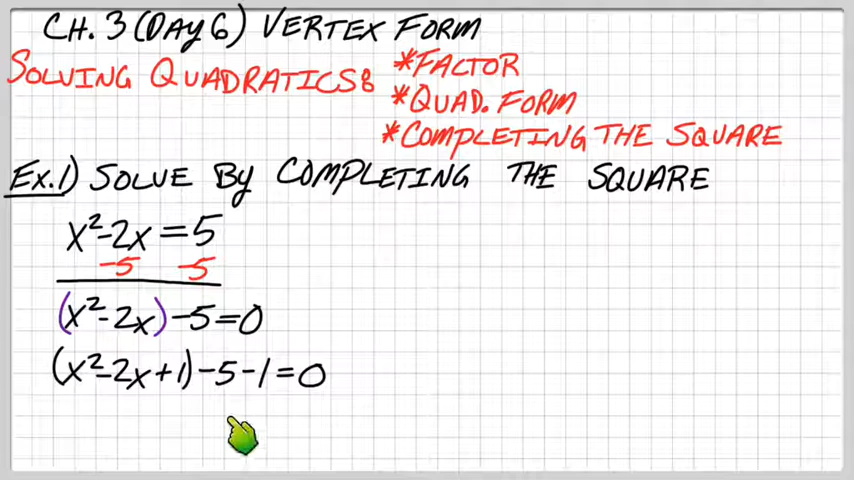 CH. 3 (DAY 6) VERTEX FORM
SOLVING QUADRATICS: *FACTOR
*QUAD. FORM
*COMPLETING THE SQUARE
Ex.1) SOLVE BY COMPLETING THE SQUARE
x²-2x=5
-5 -5
(x²-2x)-5=0
(x²-2x+1)-5-1=0